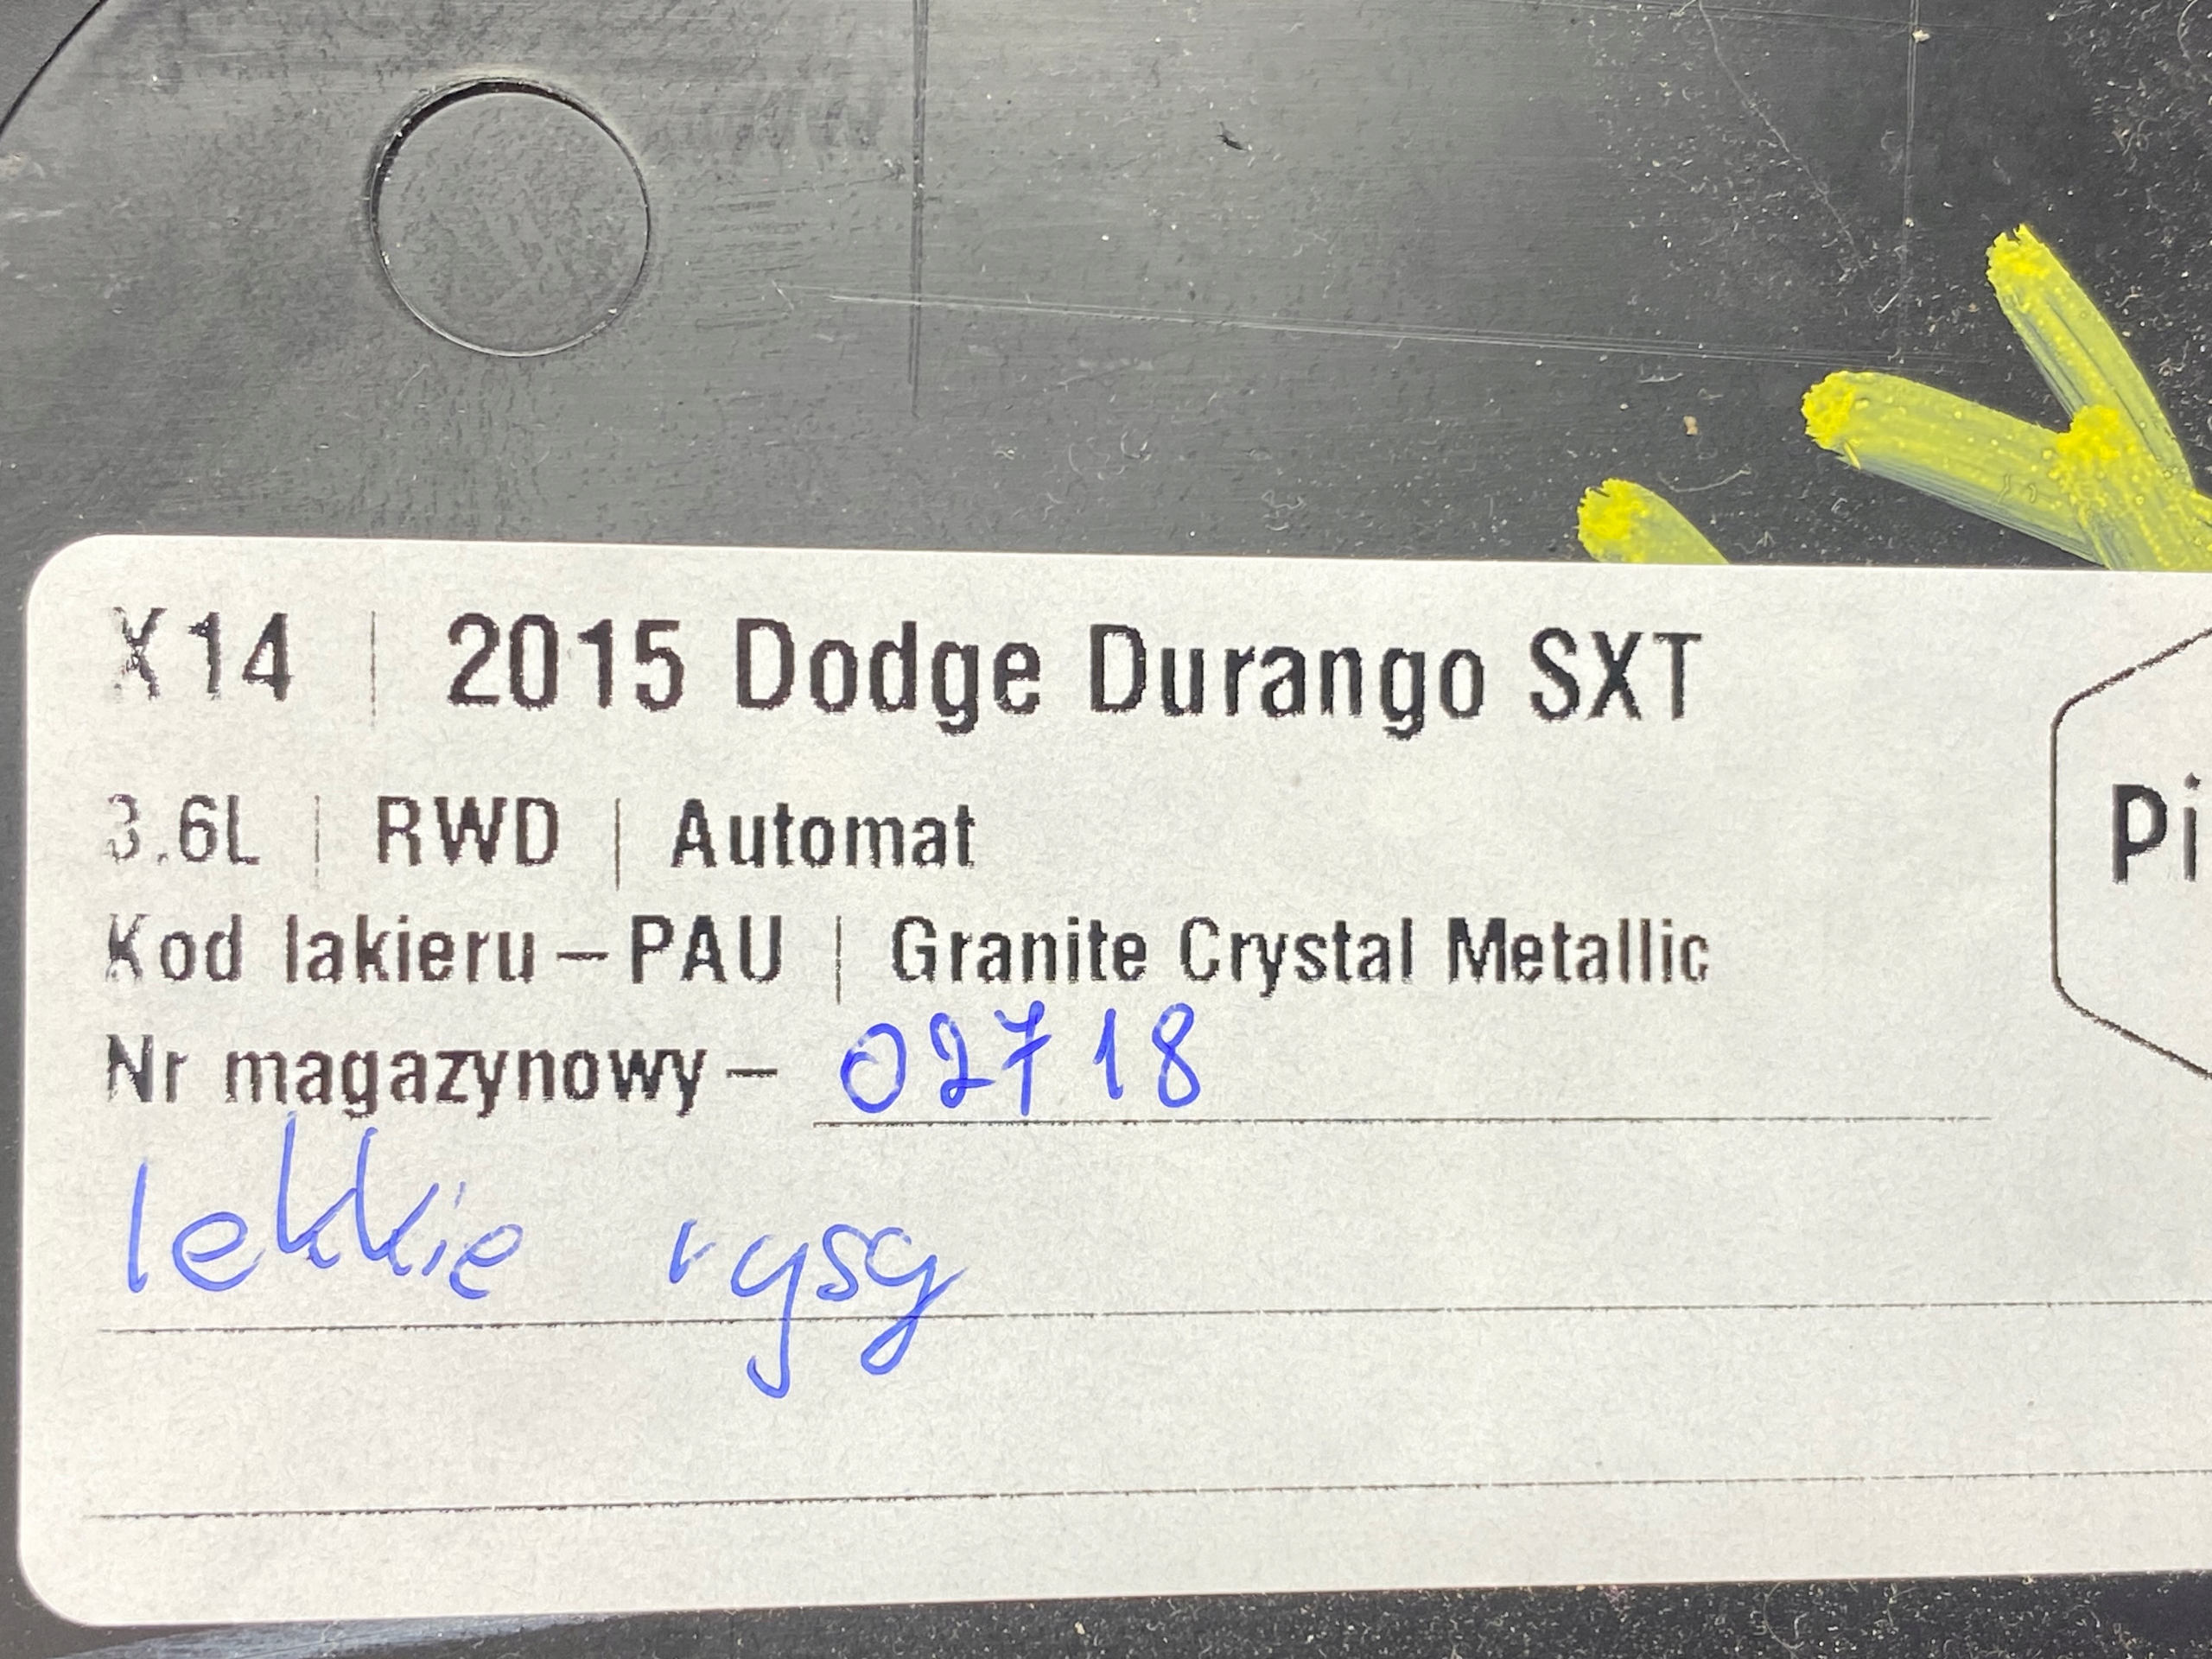 X14 | 2015 Dodge Durango SXT
3.6L | RWD | Automat
Kod lakieru – PAU | Granite Crystal Metallic
Pi
Nr magazynowy – 02718
lekkie rysy